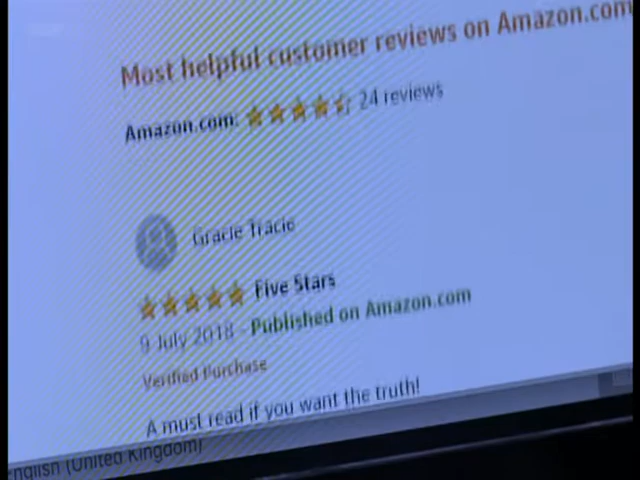 Most helpful customer reviews on Amazon.com
Amazon.com: 24 reviews
Gracie Tracie
Five Stars
9 July 2018 - Published on Amazon.com
Verified Purchase
A must read if you want the truth!
English (United Kingdom)